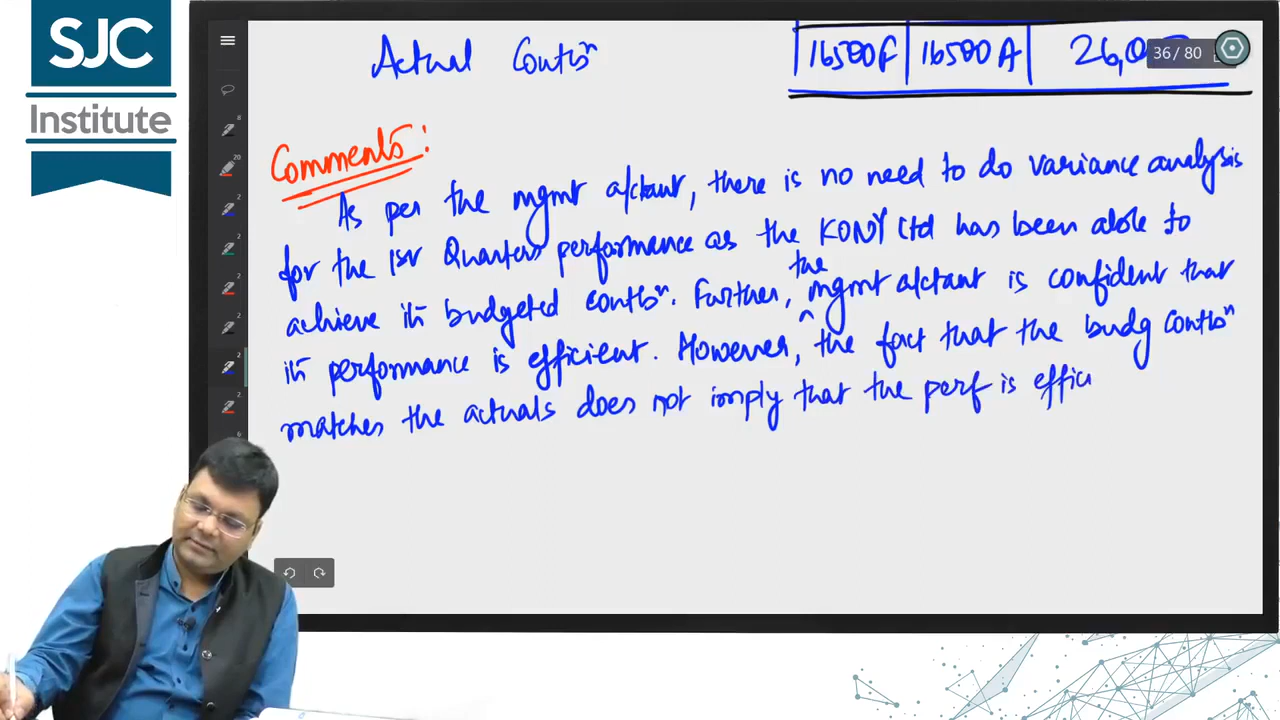 SJC
Institute
Actual Contbⁿ
16500F 16500A 26,0
36 / 80
Comments:
As per the mgmt a/ctant, there is no need to do variance analysis
for the 1st Quarters performance as the KONY Ltd has been able to
achieve its budgeted contbⁿ. Further, the mgmt a/ctant is confident that
its performance is efficient. However, the fact that the budg contbⁿ
matches the actuals does not imply that the perf is effici